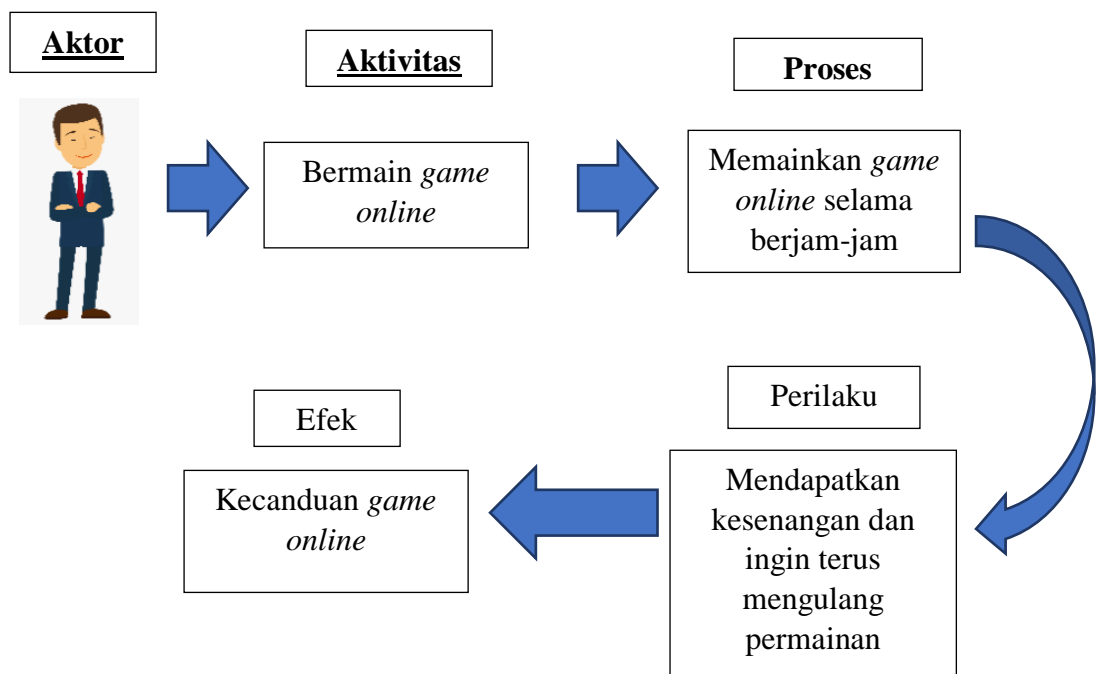 Aktor
Aktivitas
Proses
Bermain game
online
Memainkan game
online selama
berjam-jam
Perilaku
Mendapatkan
kesenangan dan
ingin terus
mengulang
permainan
Efek
Kecanduan game
online